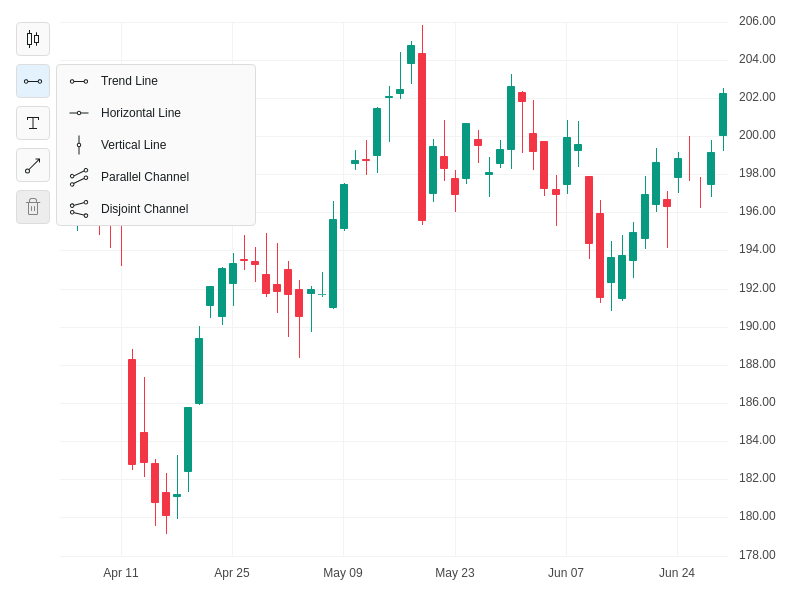 206.00
204.00
Trend Line
Horizontal Line
202.00
Vertical Line
200.00
Parallel Channel
198.00
Disjoint Channel
196.00
194.00
192.00
190.00
188.00
186.00
184.00
182.00
180.00
178.00
Apr 11 Apr 25 May 09 May 23 Jun 07 Jun 24